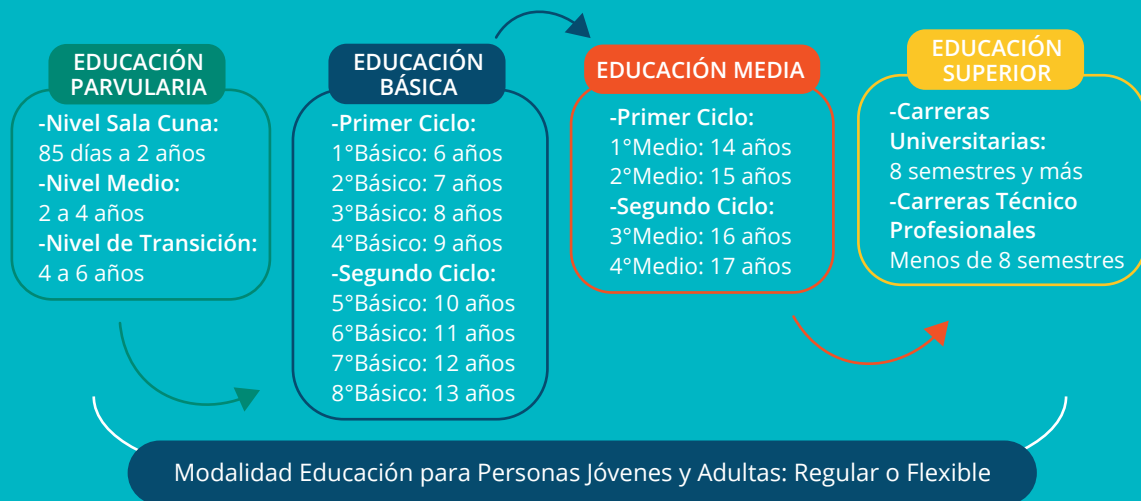 EDUCACIÓN
PARVULARIA
-Nivel Sala Cuna:
85 días a 2 años
-Nivel Medio:
2 a 4 años
-Nivel de Transición:
4 a 6 años
EDUCACIÓN
BÁSICA
-Primer Ciclo:
1°Básico: 6 años
2°Básico: 7 años
3°Básico: 8 años
4°Básico: 9 años
-Segundo Ciclo:
5°Básico: 10 años
6°Básico: 11 años
7°Básico: 12 años
8°Básico: 13 años
EDUCACIÓN MEDIA
-Primer Ciclo:
1°Medio: 14 años
2°Medio: 15 años
-Segundo Ciclo:
3°Medio: 16 años
4°Medio: 17 años
EDUCACIÓN
SUPERIOR
-Carreras
Universitarias:
8 semestres y más
-Carreras Técnico
Profesionales
Menos de 8 semestres
Modalidad Educación para Personas Jóvenes y Adultas: Regular o Flexible